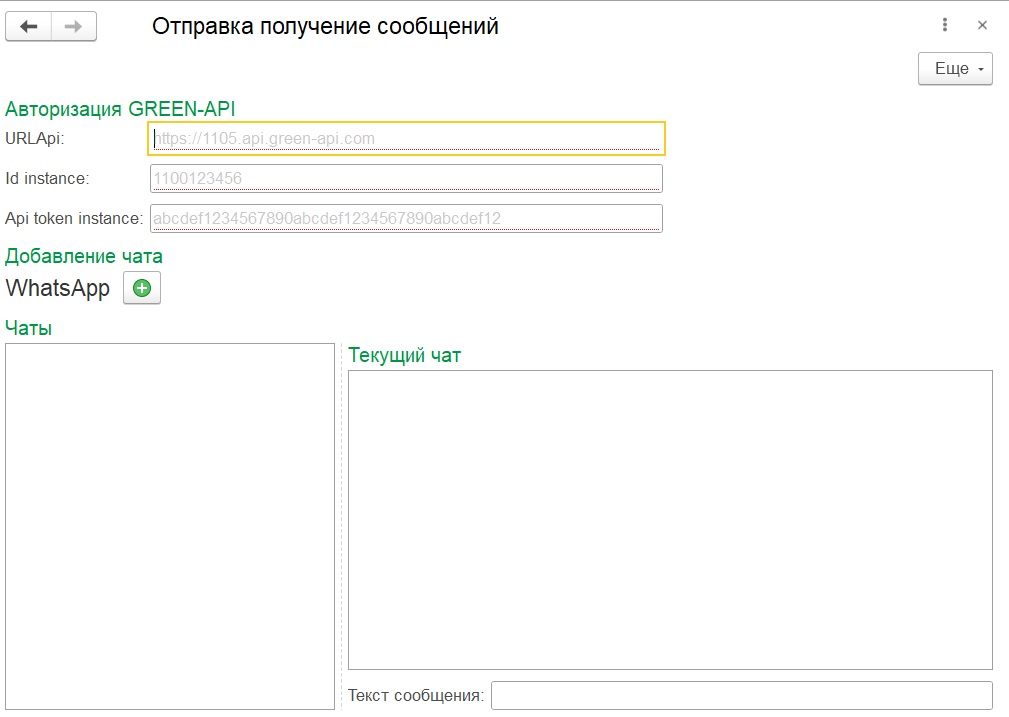 Отправка получение сообщений
Еще
Авторизация GREEN-API
URLApi: https://1105.api.green-api.com
Id instance: 1100123456
Api token instance: abcdef1234567890abcdef1234567890abcdef12
Добавление чата
WhatsApp
Чаты
Текущий чат
Текст сообщения: